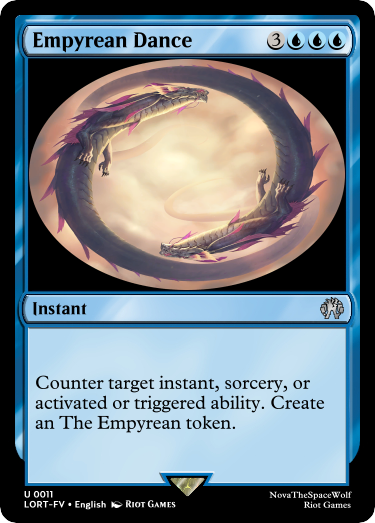 Empyrean Dance 3
Instant
Counter target instant, sorcery, or
activated or triggered ability. Create
an The Empyrean token.
U 0011 NovaTheSpaceWolf
LORT-FV • English RIOT GAMES Riot Games